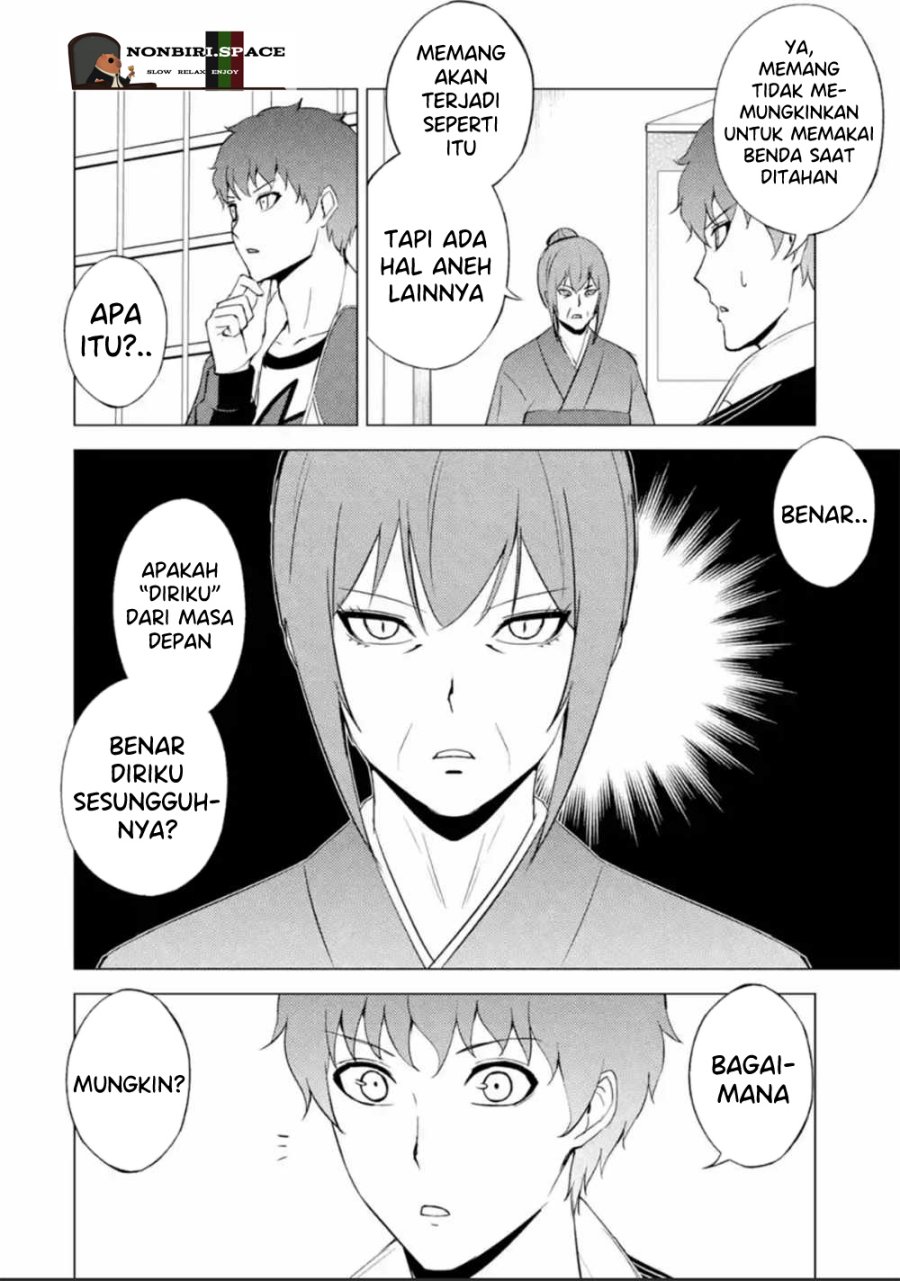 NONBIRI.SPACE
SLOW RELAX ENJOY
YA,
MEMANG
TIDAK ME-
MUNGKINKAN
UNTUK MEMAKAI
BENDA SAAT
DITAHAN
MEMANG
AKAN
TERJADI
SEPERTI
ITU
TAPI ADA
HAL ANEH
LAINNYA
APA
ITU?..
BENAR..
APAKAH
"DIRIKU"
DARI MASA
DEPAN
BENAR
DIRIKU
SESUNGGUH-
NYA?
BAGAI-
MANA
MUNGKIN?